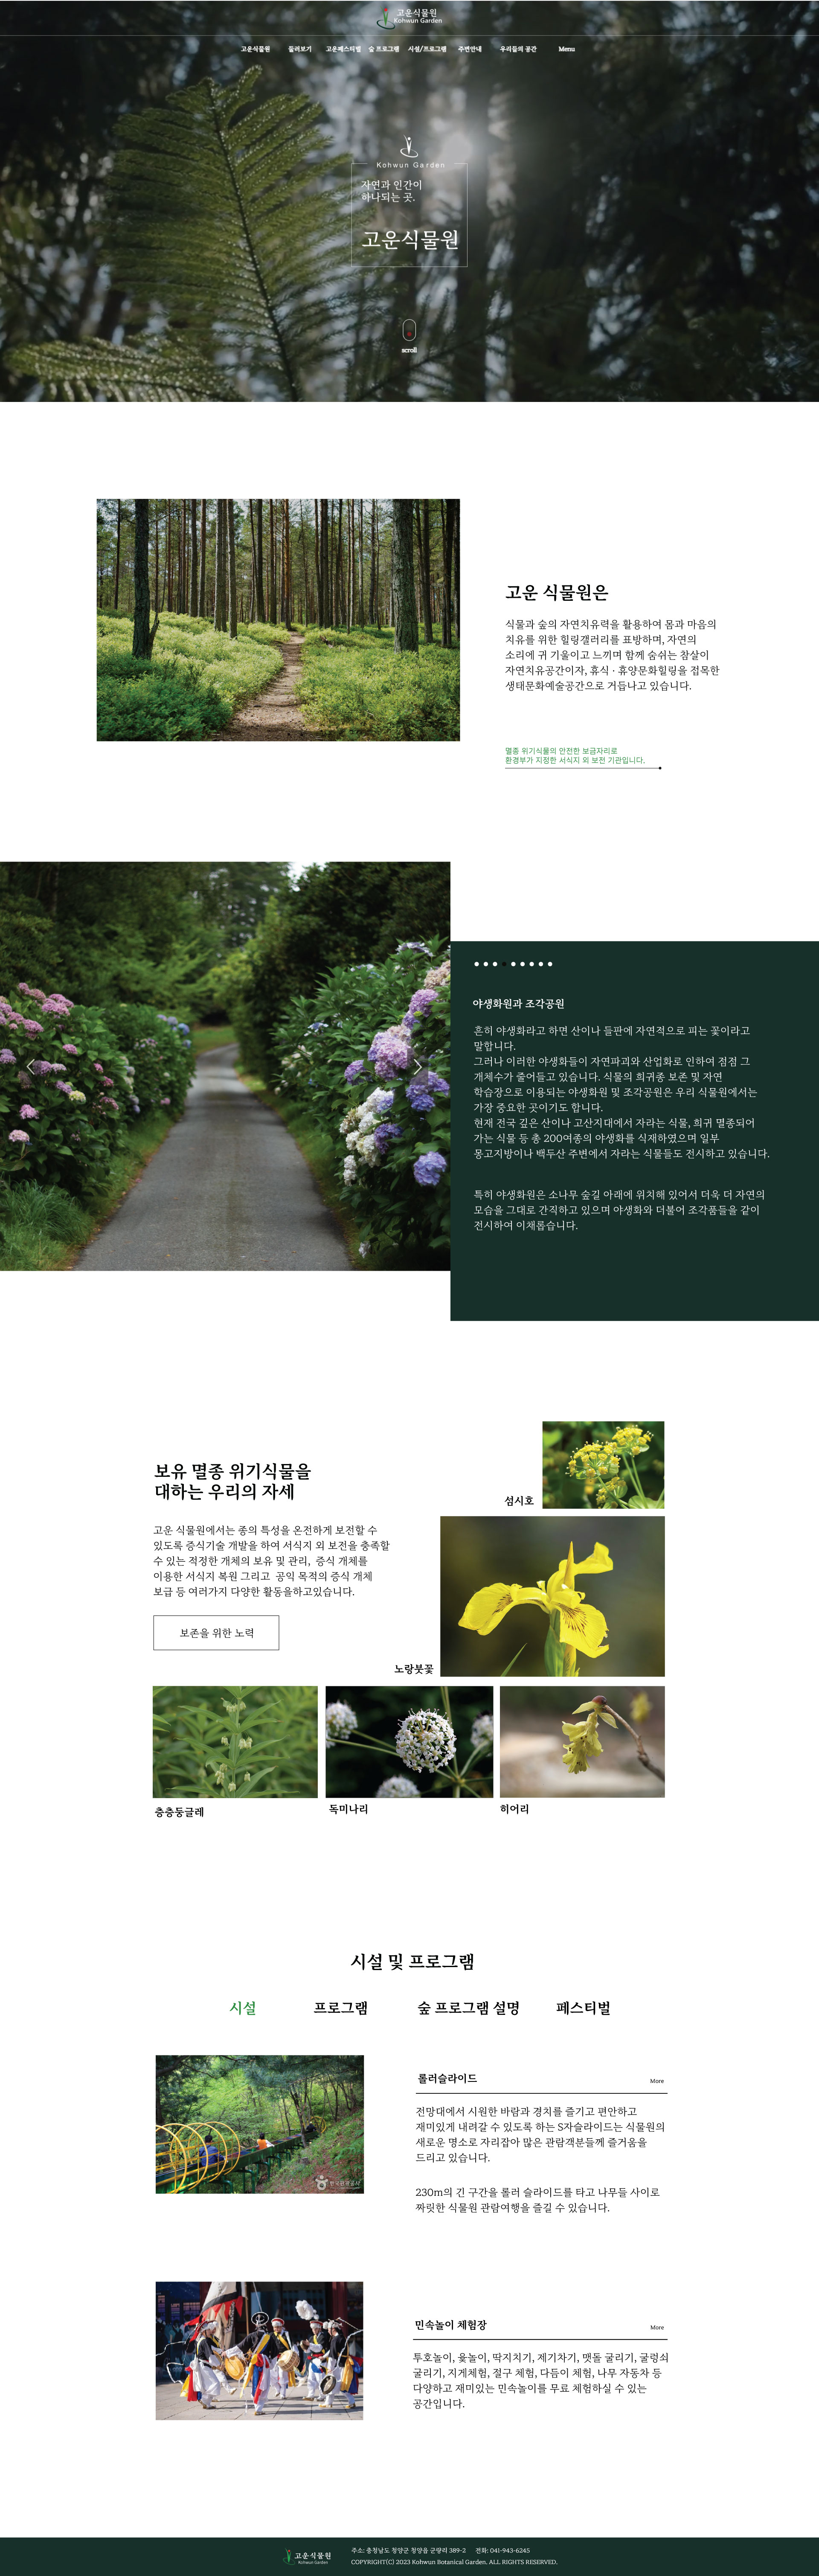 고운식물원
Kohwun Garden
고운식물원 둘러보기 고운페스티벌 숲 프로그램 시설/프로그램 주변안내 우리들의 공간 Menu
Kohwun Garden
자연과 인간이
하나되는 곳.
고운식물원
scroll
고운 식물원은
식물과 숲의 자연치유력을 활용하여 몸과 마음의
치유를 위한 힐링갤러리를 표방하며, 자연의
소리에 귀 기울이고 느끼며 함께 숨쉬는 참살이
자연치유공간이자, 휴식 · 휴양문화힐링을 접목한
생태문화예술공간으로 거듭나고 있습니다.
멸종 위기식물의 안전한 보금자리로
환경부가 지정한 서식지 외 보전 기관입니다.
야생화원과 조각공원
흔히 야생화라고 하면 산이나 들판에 자연적으로 피는 꽃이라고
말합니다.
그러나 이러한 야생화들이 자연파괴와 산업화로 인하여 점점 그
개체수가 줄어들고 있습니다. 식물의 희귀종 보존 및 자연
학습장으로 이용되는 야생화원 및 조각공원은 우리 식물원에서는
가장 중요한 곳이기도 합니다.
현재 전국 깊은 산이나 고산지대에서 자라는 식물, 희귀 멸종되어
가는 식물 등 총 200여종의 야생화를 식재하였으며 일부
몽고지방이나 백두산 주변에서 자라는 식물들도 전시하고 있습니다.
특히 야생화원은 소나무 숲길 아래에 위치해 있어서 더욱 더 자연의
모습을 그대로 간직하고 있으며 야생화와 더불어 조각품들을 같이
전시하여 이채롭습니다.
보유 멸종 위기식물을
대하는 우리의 자세
고운 식물원에서는 종의 특성을 온전하게 보전할 수
있도록 증식기술 개발을 하여 서식지 외 보전을 충족할
수 있는 적정한 개체의 보유 및 관리, 증식 개체를
이용한 서식지 복원 그리고 공익 목적의 증식 개체
보급 등 여러가지 다양한 활동을하고있습니다.
보존을 위한 노력
섬시호
노랑붓꽃
층층둥글레
독미나리
히어리
시설 및 프로그램
시설 프로그램 숲 프로그램 설명 페스티벌
롤러슬라이드 More
전망대에서 시원한 바람과 경치를 즐기고 편안하고
재미있게 내려갈 수 있도록 하는 S자슬라이드는 식물원의
새로운 명소로 자리잡아 많은 관람객분들께 즐거움을
드리고 있습니다.
230m의 긴 구간을 롤러 슬라이드를 타고 나무들 사이로
짜릿한 식물원 관람여행을 즐길 수 있습니다.
한국관광공사
민속놀이 체험장 More
투호놀이, 윷놀이, 딱지치기, 제기차기, 맷돌 굴리기, 굴렁쇠
굴리기, 지게체험, 절구 체험, 다듬이 체험, 나무 자동차 등
다양하고 재미있는 민속놀이를 무료 체험하실 수 있는
공간입니다.
고운식물원
Kohwun Garden
주소: 충청남도 청양군 청양읍 군량리 389-2 전화: 041-943-6245
COPYRIGHT(C) 2023 Kohwun Botanical Garden. ALL RIGHTS RESERVED.